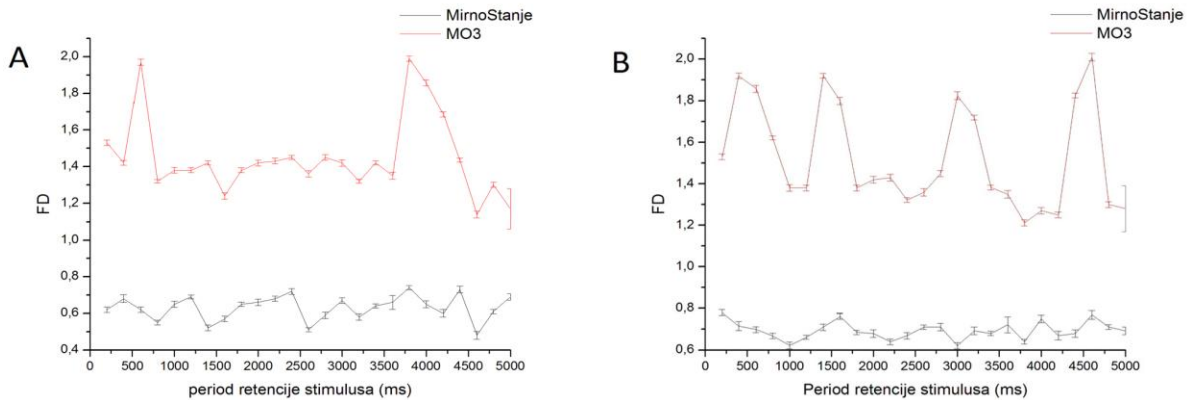 A
MirnoStanje
MO3
2,0
1,8
1,6
1,4
1,2
1,0
0,8
0,6
0,4
FD
0 500 1000 1500 2000 2500 3000 3500 4000 4500 5000
period retencije stimulusa (ms)
B
MirnoStanje
MO3
2,0
1,8
1,6
1,4
1,2
1,0
0,8
0,6
FD
0 500 1000 1500 2000 2500 3000 3500 4000 4500 5000
Period retencije stimulusa (ms)